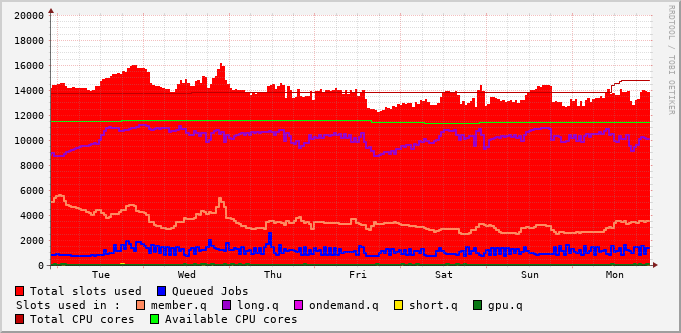 RRDTOOL / TOBI OETIKER
20000
18000
16000
14000
12000
10000
8000
6000
4000
2000
0
Tue Wed Thu Fri Sat Sun Mon
Total slots used Queued Jobs
Slots used in : member.q long.q ondemand.q short.q gpu.q
Total CPU cores Available CPU cores